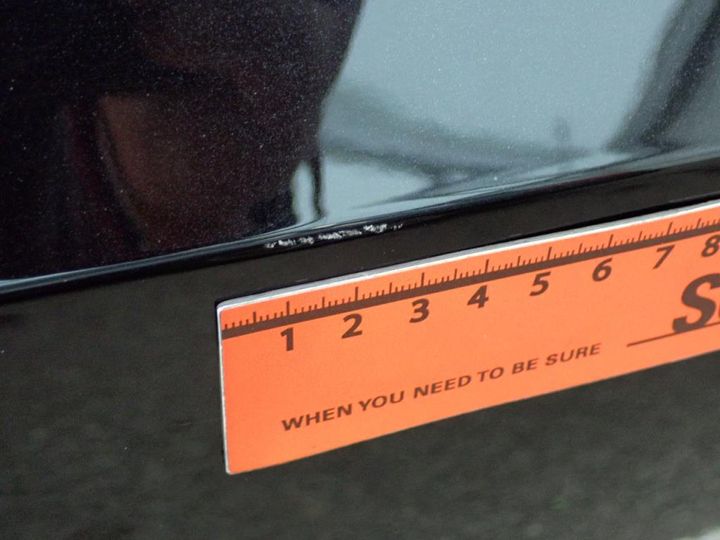 1 2 3 4 5 6 7 8
WHEN YOU NEED TO BE SURE